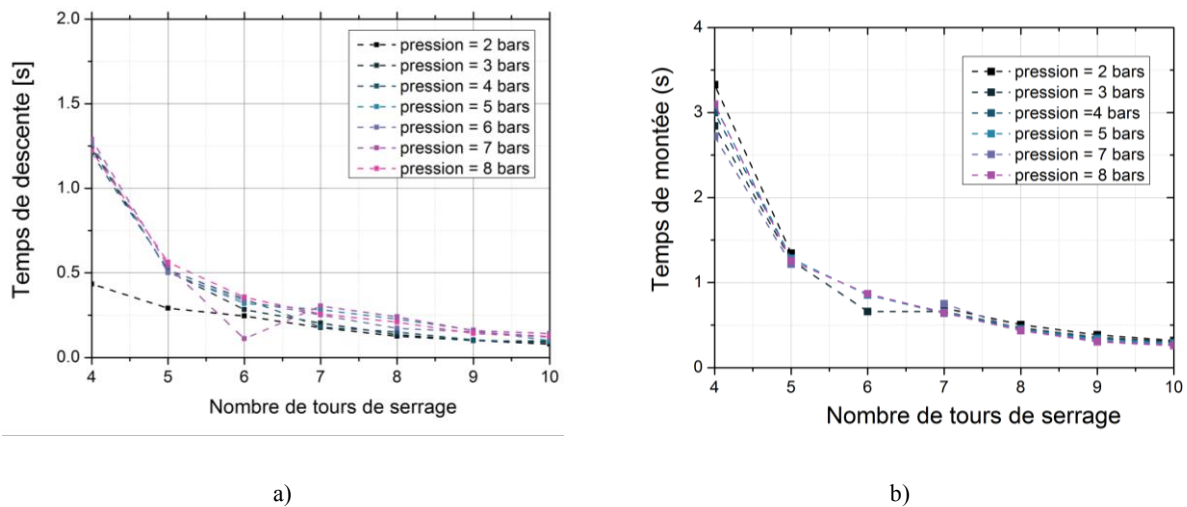 2.0
1.5
1.0
0.5
0.0
4 5 6 7 8 9 10
Temps de descente [s]
Nombre de tours de serrage
pression = 2 bars
pression = 3 bars
pression = 4 bars
pression = 5 bars
pression = 6 bars
pression = 7 bars
pression = 8 bars
a)
4
3
2
1
0
4 5 6 7 8 9 10
Temps de montée (s)
Nombre de tours de serrage
pression = 2 bars
pression = 3 bars
pression =4 bars
pression = 5 bars
pression = 7 bars
pression = 8 bars
b)